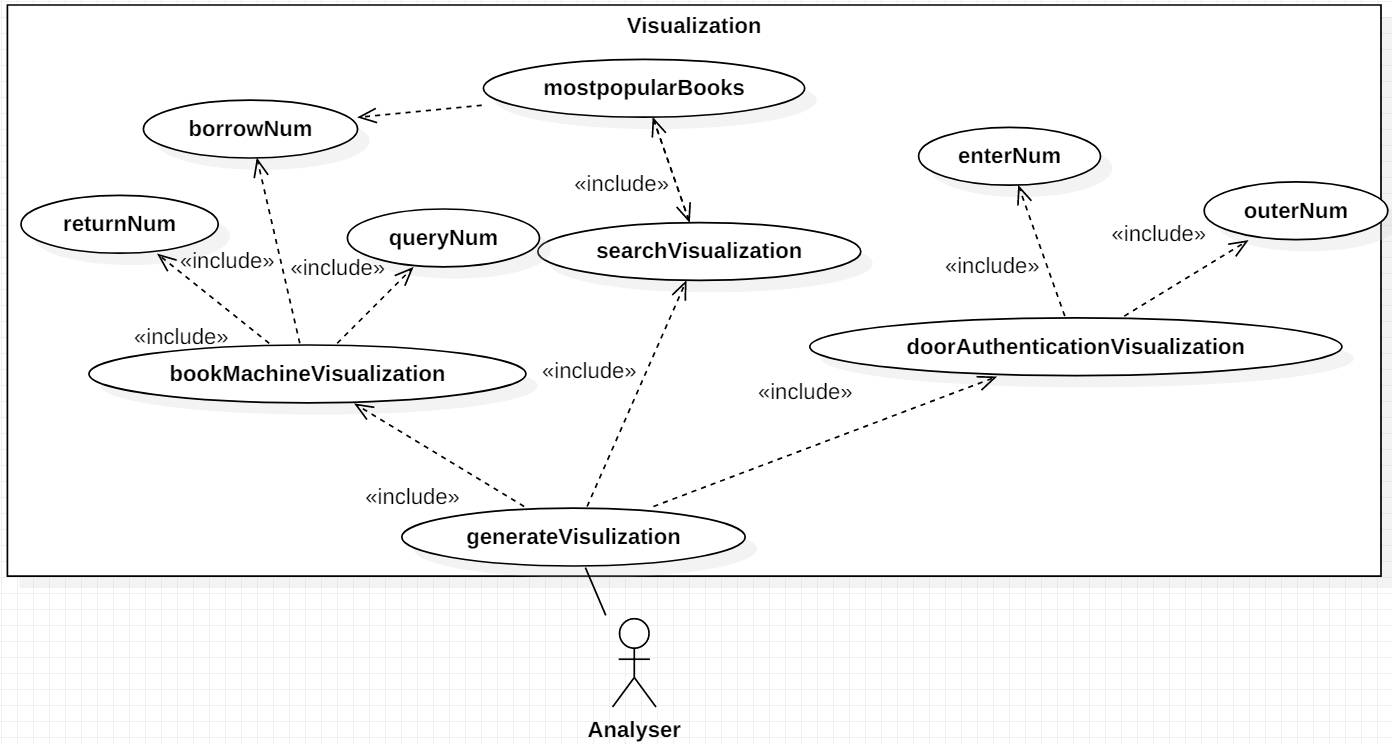 Visualization
mostpopularBooks
borrowNum
enterNum
«include»
outerNum
returnNum
queryNum
«include»
searchVisualization
«include»
«include»
«include»
«include»
doorAuthenticationVisualization
bookMachineVisualization
«include»
«include»
«include»
generateVisulization
Analyser